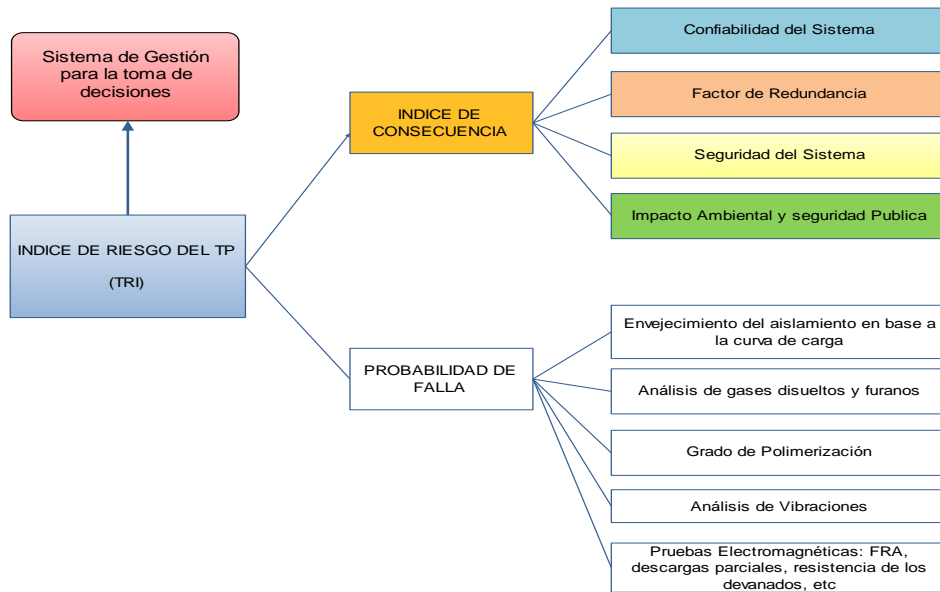 Sistema de Gestión
para la toma de
decisiones
INDICE DE RIESGO DEL TP
(TRI)
INDICE DE
CONSECUENCIA
PROBABILIDAD DE
FALLA
Confiabilidad del Sistema
Factor de Redundancia
Seguridad del Sistema
Impacto Ambiental y seguridad Publica
Envejecimiento del aislamiento en base a
la curva de carga
Análisis de gases disueltos y furanos
Grado de Polimerización
Análisis de Vibraciones
Pruebas Electromagnéticas: FRA,
descargas parciales, resistencia de los
devanados, etc